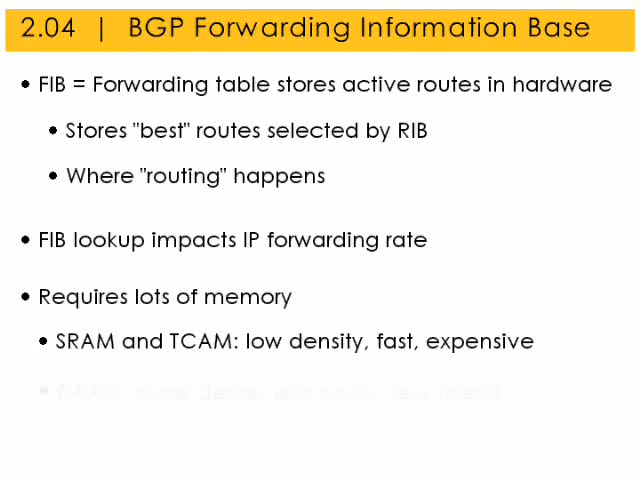 2.04 | BGP Forwarding Information Base
• FIB = Forwarding table stores active routes in hardware
• Stores "best" routes selected by RIB
• Where "routing" happens
• FIB lookup impacts IP forwarding rate
• Requires lots of memory
• SRAM and TCAM: low density, fast, expensive